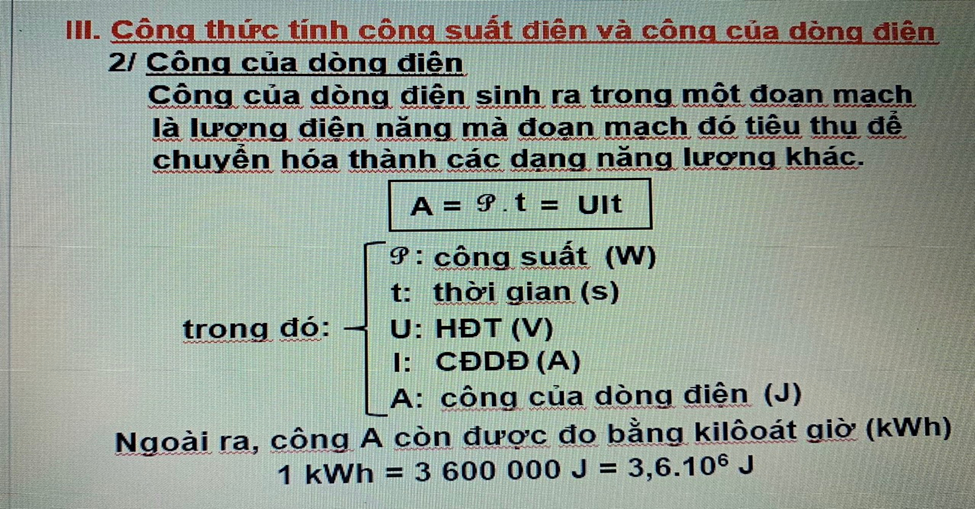 III. Công thức tính công suất điện và công của dòng điện
2/ Công của dòng điện
Công của dòng điện sinh ra trong một đoạn mạch
là lượng điện năng mà đoạn mạch đó tiêu thụ để
chuyển hóa thành các dạng năng lượng khác.
A = 𝒫 . t = UIt
𝒫 : công suất (W)
t: thời gian (s)
trong đó:
U: HĐT (V)
I: CĐDĐ (A)
A: công của dòng điện (J)
Ngoài ra, công A còn được đo bằng kilôoát giờ (kWh)
1 kWh = 3 600 000 J = 3,6.10⁶ J